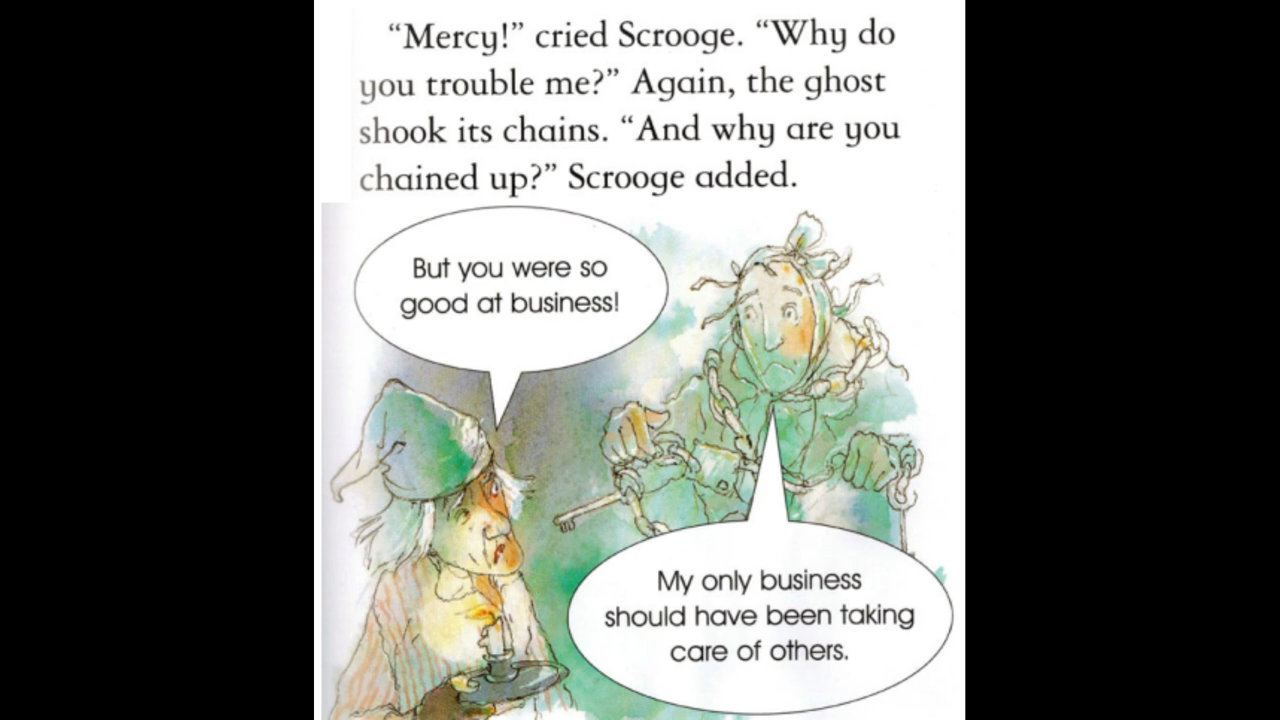 “Mercy!” cried Scrooge. “Why do
you trouble me?” Again, the ghost
shook its chains. “And why are you
chained up?” Scrooge added.
But you were so
good at business!
My only business
should have been taking
care of others.